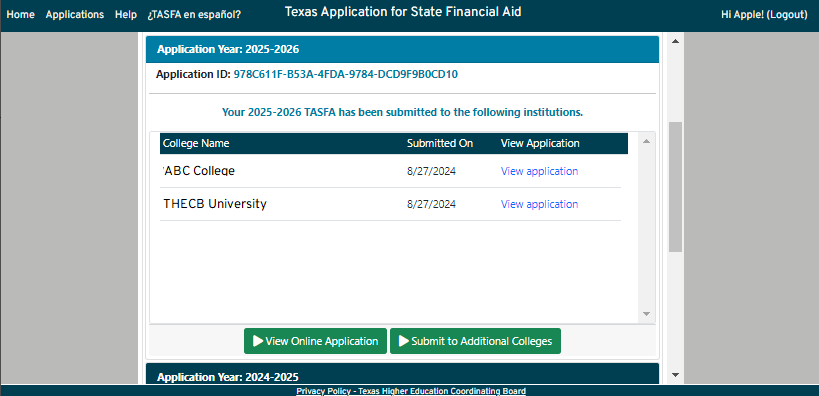 Home Applications Help ¿TASFA en español? Texas Application for State Financial Aid Hi Apple! (Logout)
Application Year: 2025-2026
Application ID: 978C611F-B53A-4FDA-9784-DCD9F9B0CD10
Your 2025-2026 TASFA has been submitted to the following institutions.
College Name Submitted On View Application
ABC College 8/27/2024 View application
THECB University 8/27/2024 View application
View Online Application Submit to Additional Colleges
Application Year: 2024-2025
Privacy Policy - Texas Higher Education Coordinating Board